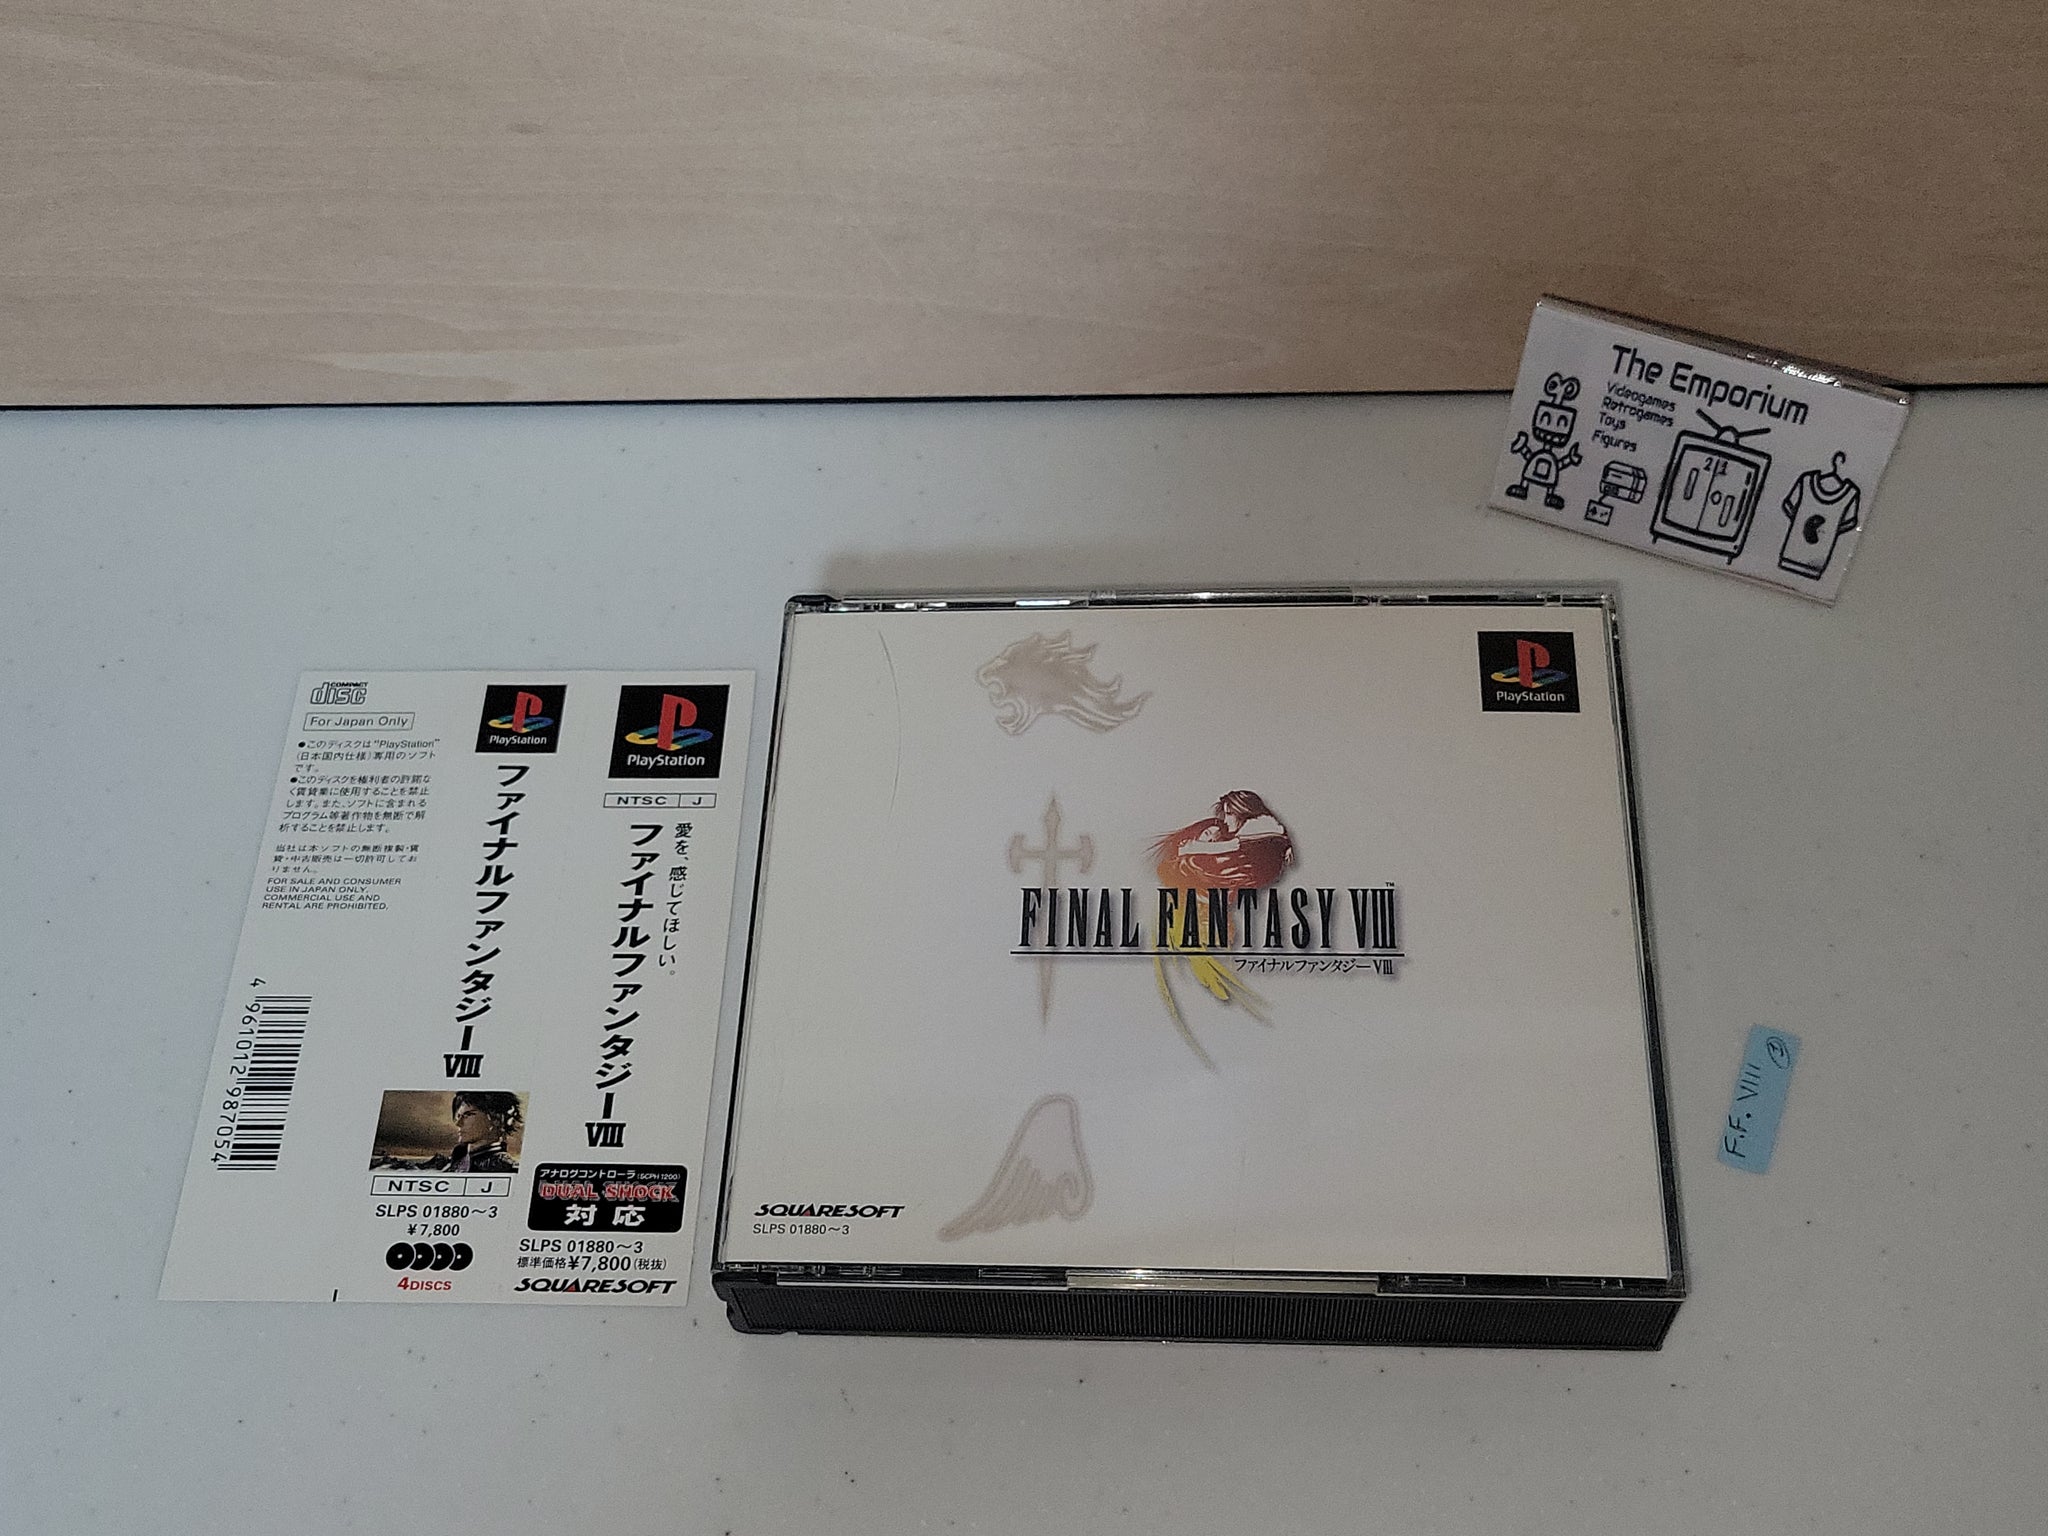 The Emporium
Videogames
Retrogames
Toys
Figures
21
COMPACT
disc
For Japan Only
●このディスクは"PlayStation"
(日本国内仕様)専用のソフト
です。
●このディスクを権利者の許諾な
く賃貸業に使用することを禁止
します。また、ソフトに含まれる
プログラム等著作物を無断で解
析することを禁止します。
当社は本ソフトの無断複製・賃
貸・中古販売は一切許可してお
りません。
FOR SALE AND CONSUMER
USE IN JAPAN ONLY.
COMMERCIAL USE AND
RENTAL ARE PROHIBITED.
4 961012 987054
PlayStation
ファイナルファンタジーVIII
NTSC J
SLPS 01880~3
¥7,800
4DISCS
PlayStation
NTSC J
愛を、感じてほしい。
ファイナルファンタジーVIII
アナログコントローラ(SCPH1200)
DUAL SHOCK
対応
SLPS 01880~3
標準価格¥7,800(税抜)
SQUARESOFT
PlayStation
FINAL FANTASY VIII™
ファイナルファンタジーVIII
SQUARESOFT
SLPS 01880~3
F.F. VIII